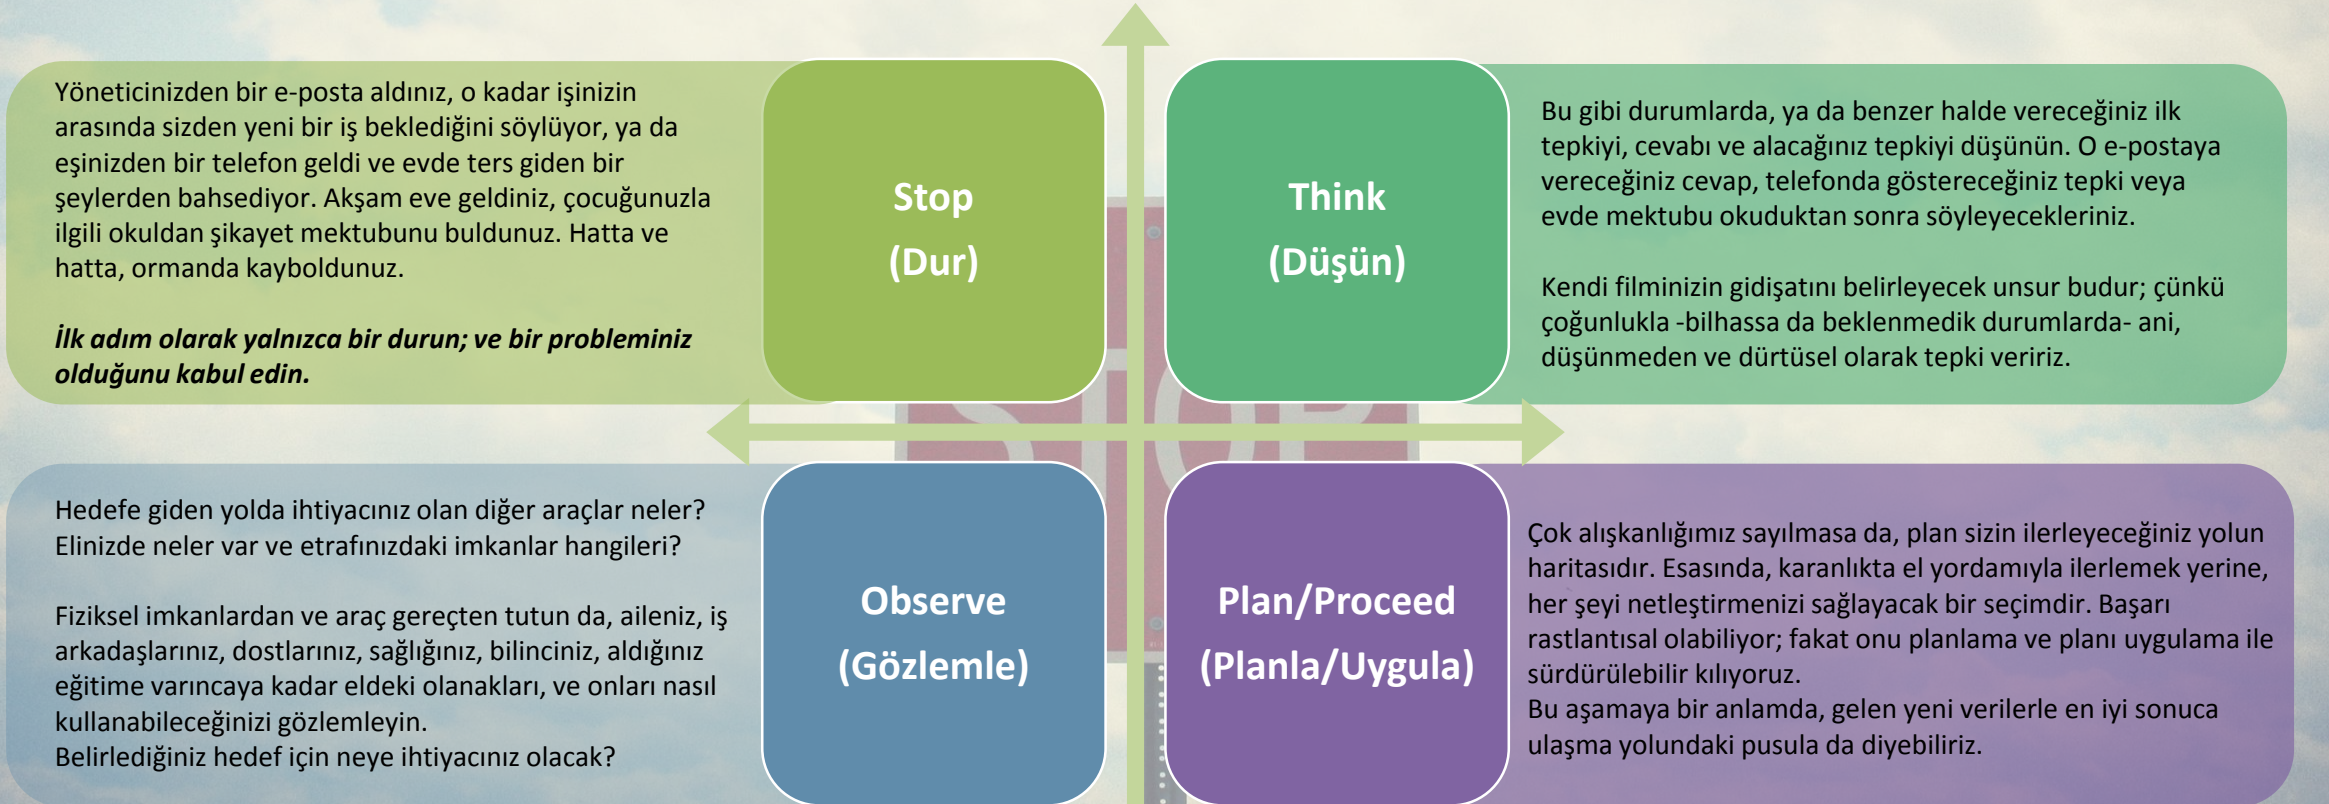 Yöneticinizden bir e-posta aldınız, o kadar işinizin
arasında sizden yeni bir iş beklediğini söylüyor, ya da
eşinizden bir telefon geldi ve evde ters giden bir
şeylerden bahsediyor. Akşam eve geldiniz, çocuğunuzla
ilgili okuldan şikayet mektubunu buldunuz. Hatta ve
hatta, ormanda kayboldunuz.
İlk adım olarak yalnızca bir durun; ve bir probleminiz
olduğunu kabul edin.
Stop
(Dur)
Think
(Düşün)
Bu gibi durumlarda, ya da benzer halde vereceğiniz ilk
tepkiyi, cevabı ve alacağınız tepkiyi düşünün. O e-postaya
vereceğiniz cevap, telefonda göstereceğiniz tepki veya
evde mektubu okuduktan sonra söyleyecekleriniz.
Kendi filminizin gidişatını belirleyecek unsur budur; çünkü
çoğunlukla -bilhassa da beklenmedik durumlarda- ani,
düşünmeden ve dürtüsel olarak tepki veririz.
STOP
Hedefe giden yolda ihtiyacınız olan diğer araçlar neler?
Elinizde neler var ve etrafınızdaki imkanlar hangileri?
Fiziksel imkanlardan ve araç gereçten tutun da, aileniz, iş
arkadaşlarınız, dostlarınız, sağlığınız, bilinciniz, aldığınız
eğitime varıncaya kadar eldeki olanakları, ve onları nasıl
kullanabileceğinizi gözlemleyin.
Belirlediğiniz hedef için neye ihtiyacınız olacak?
Observe
(Gözlemle)
Plan/Proceed
(Planla/Uygula)
Çok alışkanlığımız sayılmasa da, plan sizin ilerleyeceğiniz yolun
haritasıdır. Esasında, karanlıkta el yordamıyla ilerlemek yerine,
her şeyi netleştirmenizi sağlayacak bir seçimdir. Başarı
rastlantısal olabiliyor; fakat onu planlama ve planı uygulama ile
sürdürülebilir kılıyoruz.
Bu aşamaya bir anlamda, gelen yeni verilerle en iyi sonuca
ulaşma yolundaki pusula da diyebiliriz.